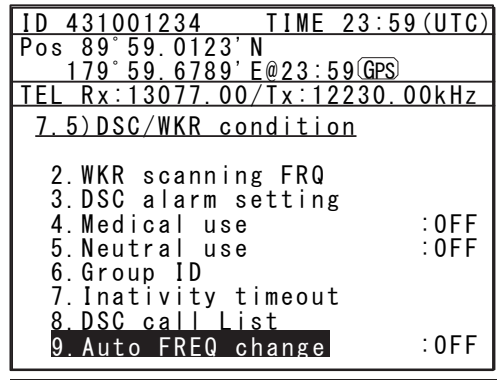 ID 431001234 TIME 23:59(UTC)
Pos 89°59.0123'N
179°59.6789'E@23:59 GPS
TEL Rx:13077.00/Tx:12230.00kHz
7.5)DSC/WKR condition
2.WKR scanning FRQ
3.DSC alarm setting
4.Medical use :OFF
5.Neutral use :OFF
6.Group ID
7.Inativity timeout
8.DSC call List
9.Auto FREQ change :OFF